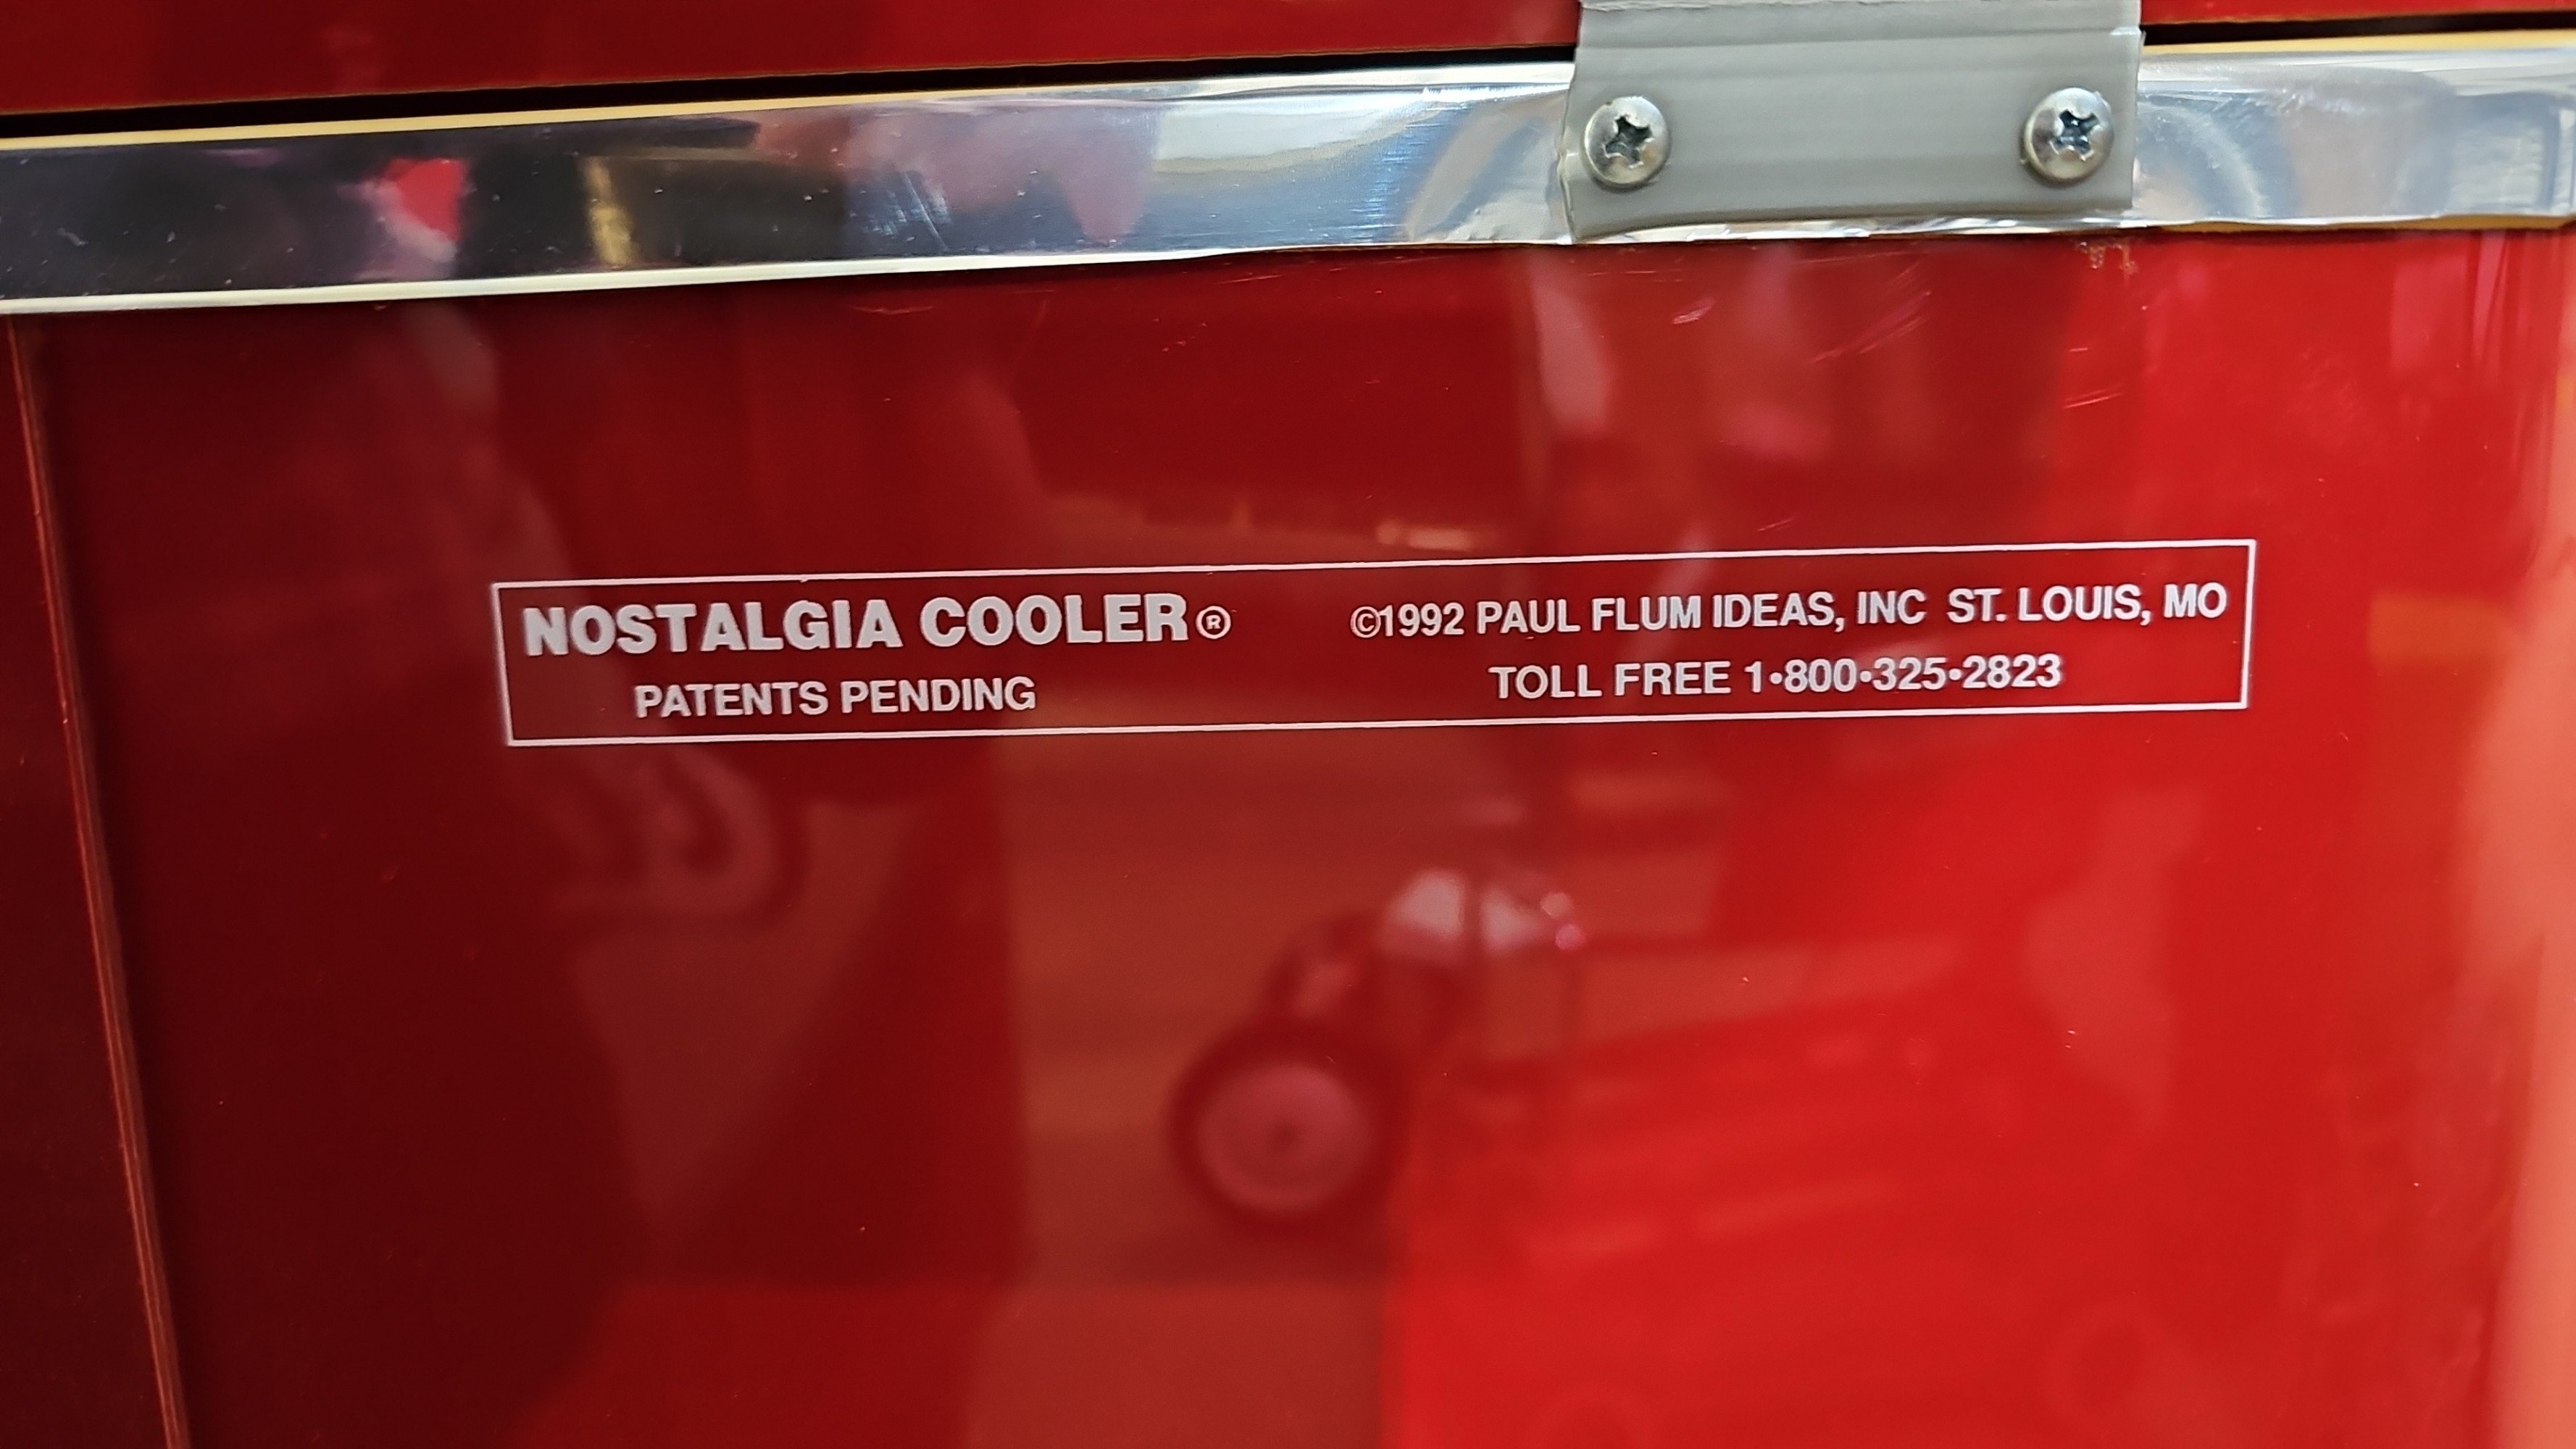 NOSTALGIA COOLER®
PATENTS PENDING
©1992 PAUL FLUM IDEAS, INC ST. LOUIS, MO
TOLL FREE 1•800•325•2823